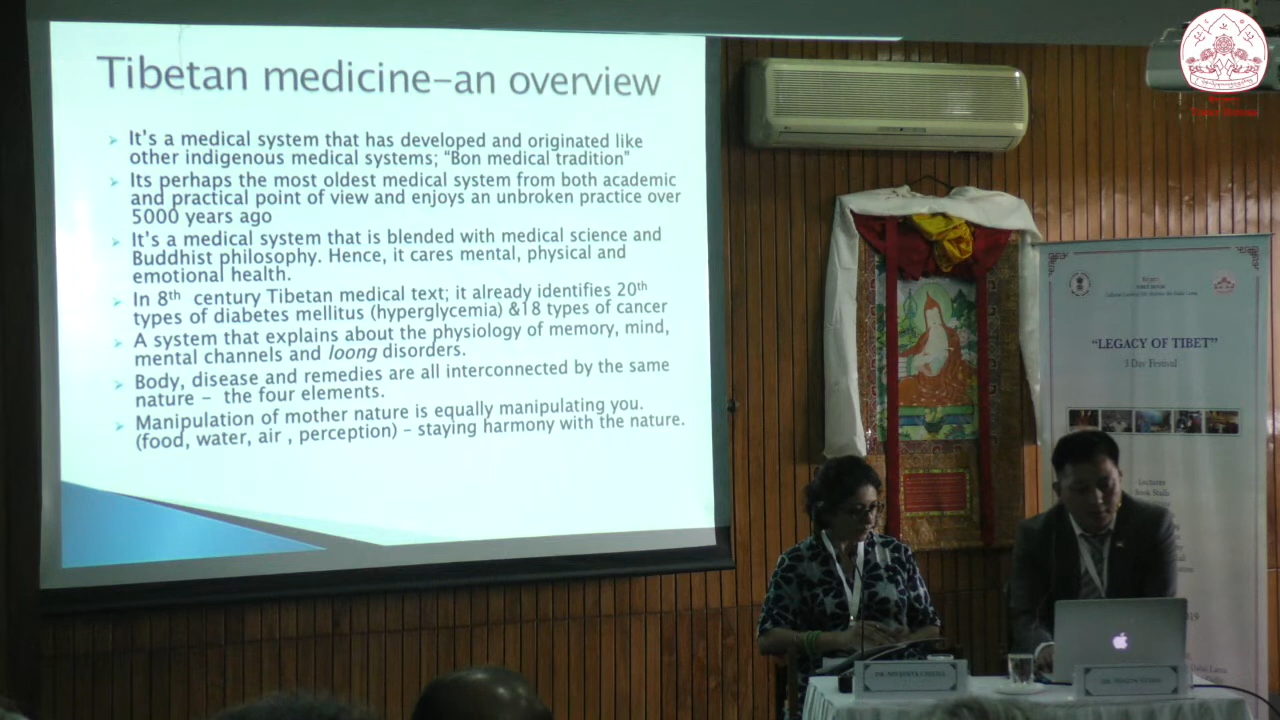 Tibetan medicine-an overview
➢ It's a medical system that has developed and originated like
other indigenous medical systems; "Bon medical tradition"
➢ Its perhaps the most oldest medical system from both academic
and practical point of view and enjoys an unbroken practice over
5000 years ago
➢ It's a medical system that is blended with medical science and
Buddhist philosophy. Hence, it cares mental, physical and
emotional health.
➢ In 8th century Tibetan medical text; it already identifies 20th
types of diabetes mellitus (hyperglycemia) &18 types of cancer
➢ A system that explains about the physiology of memory, mind,
mental channels and loong disorders.
➢ Body, disease and remedies are all interconnected by the same
nature - the four elements.
➢ Manipulation of mother nature is equally manipulating you.
(food, water, air , perception) - staying harmony with the nature.
TIBET HOUSE
"LEGACY OF TIBET"
3 Day Festival
Lectures
Book Stalls